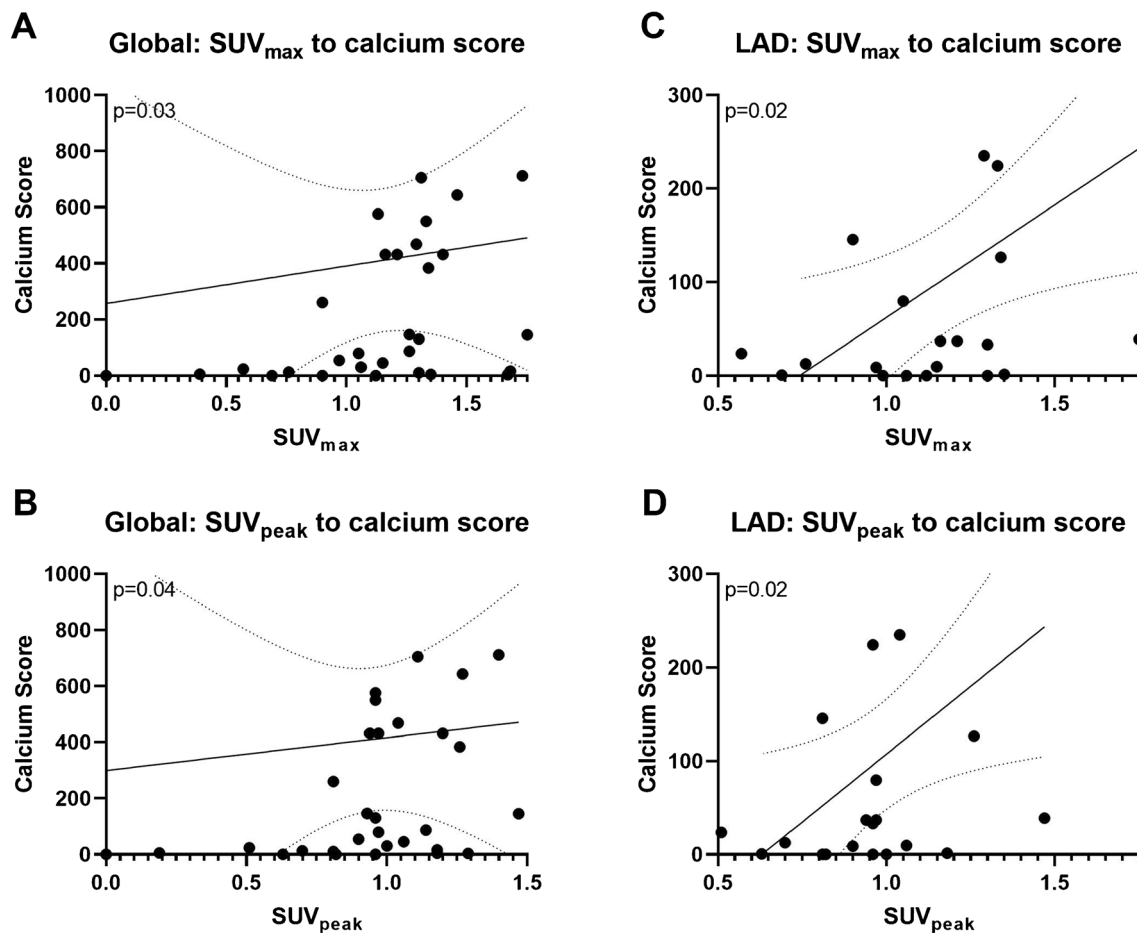 A
Global: SUVmax to calcium score
p=0.03
Calcium Score
1000
800
600
400
200
0
0.0 0.5 1.0 1.5
SUVmax
C
LAD: SUVmax to calcium score
p=0.02
Calcium Score
300
200
100
0
0.5 1.0 1.5
SUVmax
B
Global: SUVpeak to calcium score
p=0.04
Calcium Score
1000
800
600
400
200
0
0.0 0.5 1.0 1.5
SUVpeak
D
LAD: SUVpeak to calcium score
p=0.02
Calcium Score
300
200
100
0
0.5 1.0 1.5
SUVpeak